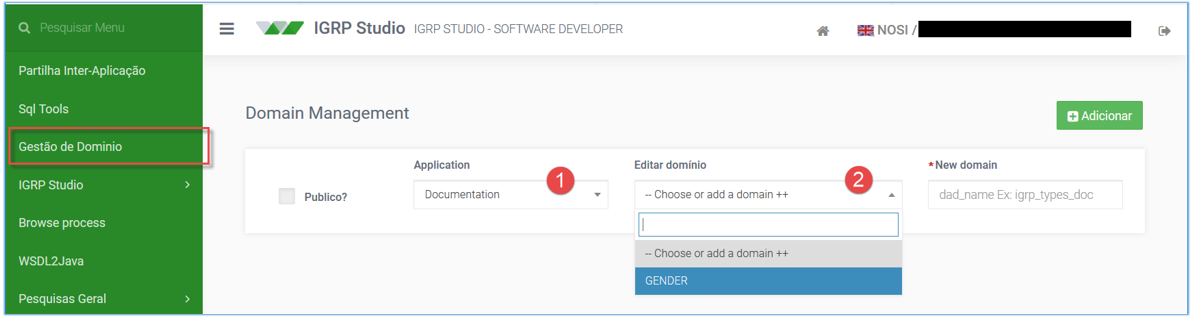 Pesquisar Menu
IGRP Studio IGRP STUDIO - SOFTWARE DEVELOPER
NOSI /
Partilha Inter-Aplicação
Sql Tools
Gestão de Dominio
IGRP Studio
Browse process
WSDL2Java
Pesquisas Geral
Domain Management
Adicionar
Publico?
Application
Documentation
1
Editar domínio
-- Choose or add a domain ++
2
-- Choose or add a domain ++
GENDER
*New domain
dad_name Ex: igrp_types_doc